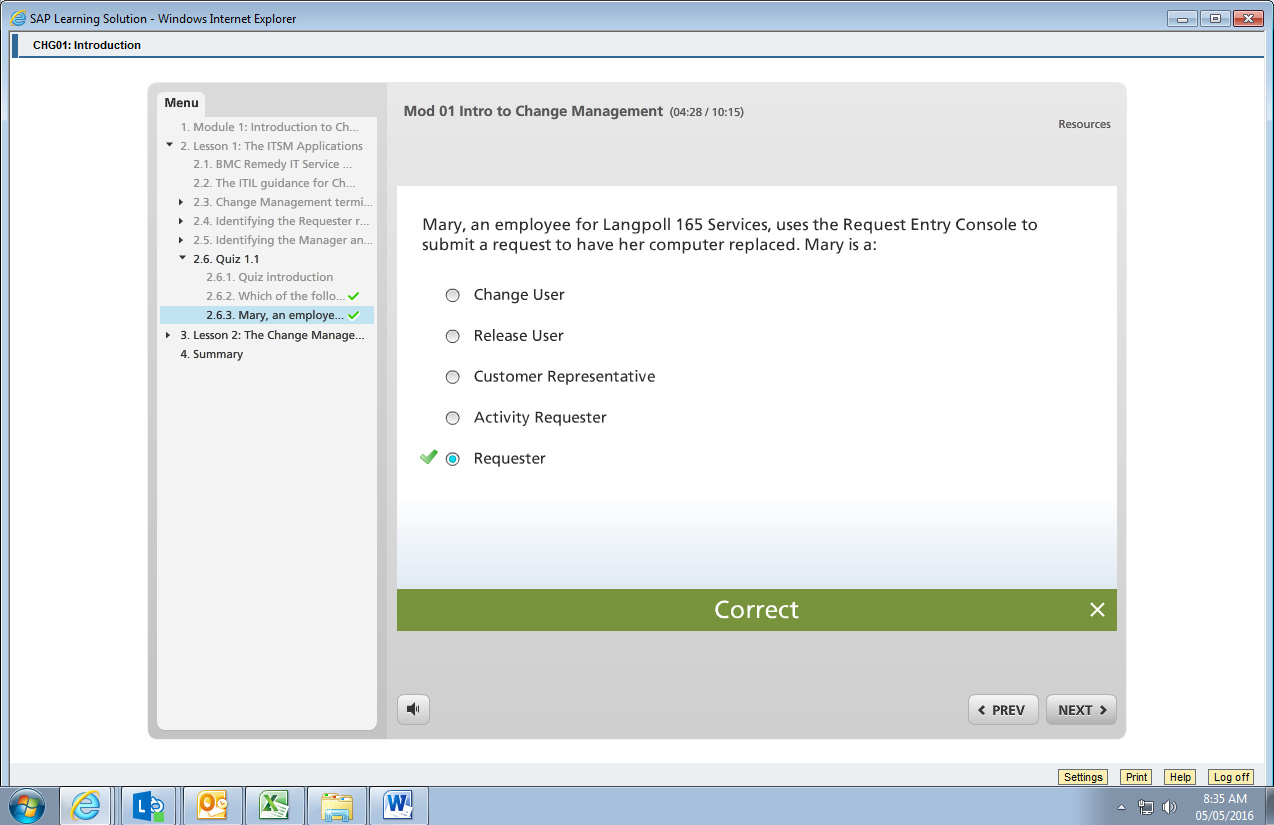 SAP Learning Solution - Windows Internet Explorer
CHG01: Introduction
Menu
1. Module 1: Introduction to Ch...
2. Lesson 1: The ITSM Applications
2.1. BMC Remedy IT Service ...
2.2. The ITIL guidance for Ch...
2.3. Change Management termi...
2.4. Identifying the Requester r...
2.5. Identifying the Manager an...
2.6. Quiz 1.1
2.6.1. Quiz introduction
2.6.2. Which of the follo...
2.6.3. Mary, an employe...
3. Lesson 2: The Change Manage...
4. Summary
Mod 01 Intro to Change Management (04:28 / 10:15)
Resources
Mary, an employee for Langpoll 165 Services, uses the Request Entry Console to
submit a request to have her computer replaced. Mary is a:
Change User
Release User
Customer Representative
Activity Requester
Requester
Correct
PREV
NEXT
Settings
Print
Help
Log off
8:35 AM
05/05/2016